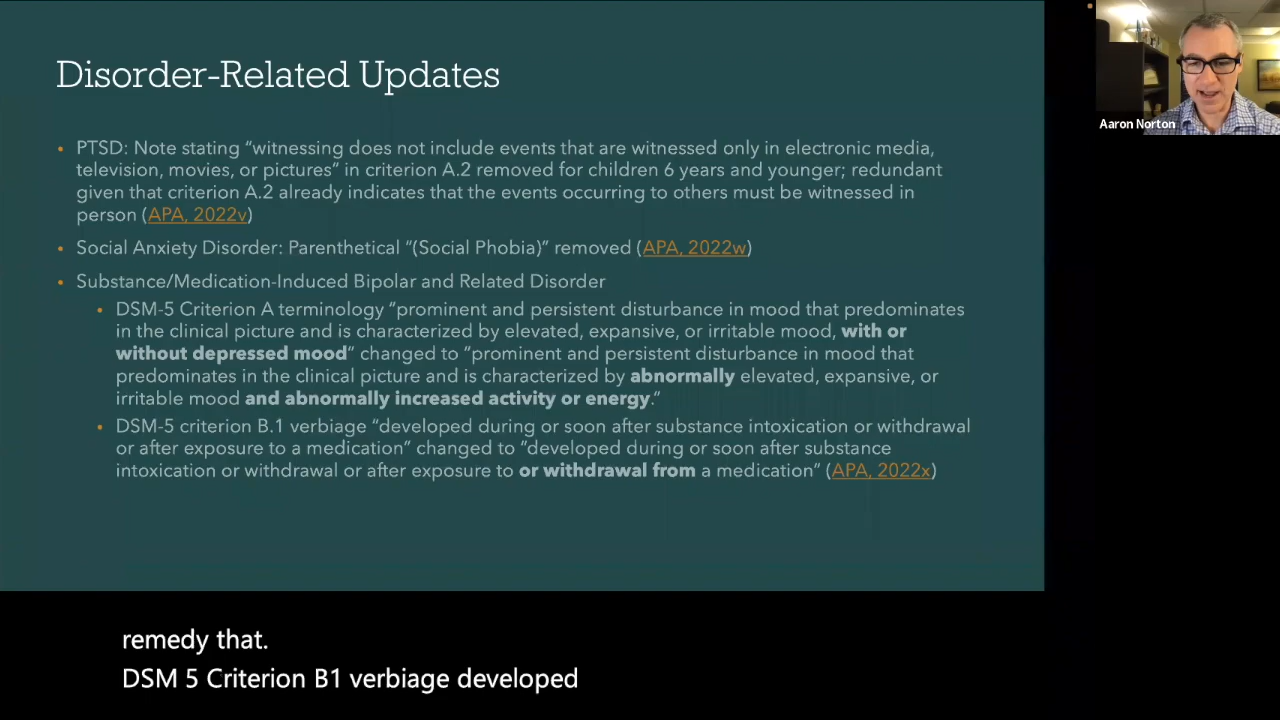 Disorder-Related Updates
• PTSD: Note stating “witnessing does not include events that are witnessed only in electronic media,
television, movies, or pictures” in criterion A.2 removed for children 6 years and younger; redundant
given that criterion A.2 already indicates that the events occurring to others must be witnessed in
person (APA, 2022v)
• Social Anxiety Disorder: Parenthetical “(Social Phobia)” removed (APA, 2022w)
• Substance/Medication-Induced Bipolar and Related Disorder
• DSM-5 Criterion A terminology “prominent and persistent disturbance in mood that predominates
in the clinical picture and is characterized by elevated, expansive, or irritable mood, with or
without depressed mood” changed to “prominent and persistent disturbance in mood that
predominates in the clinical picture and is characterized by abnormally elevated, expansive, or
irritable mood and abnormally increased activity or energy.”
• DSM-5 criterion B.1 verbiage “developed during or soon after substance intoxication or withdrawal
or after exposure to a medication” changed to “developed during or soon after substance
intoxication or withdrawal or after exposure to or withdrawal from a medication” (APA, 2022x)
Aaron Norton
remedy that.
DSM 5 Criterion B1 verbiage developed